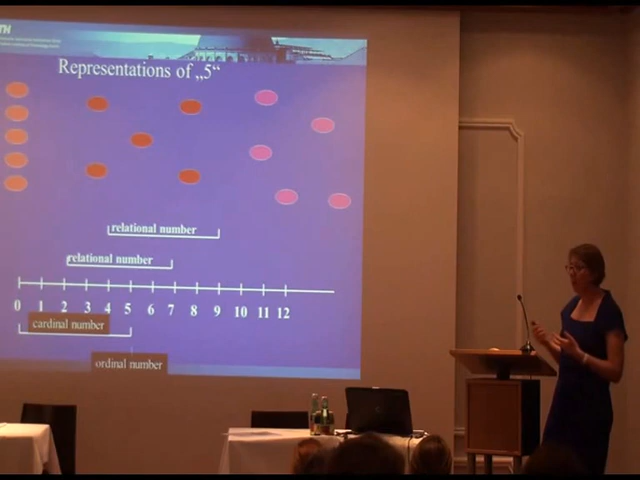 TH
Representations of „5“
relational number
relational number
0 1 2 3 4 5 6 7 8 9 10 11 12
cardinal number
ordinal number